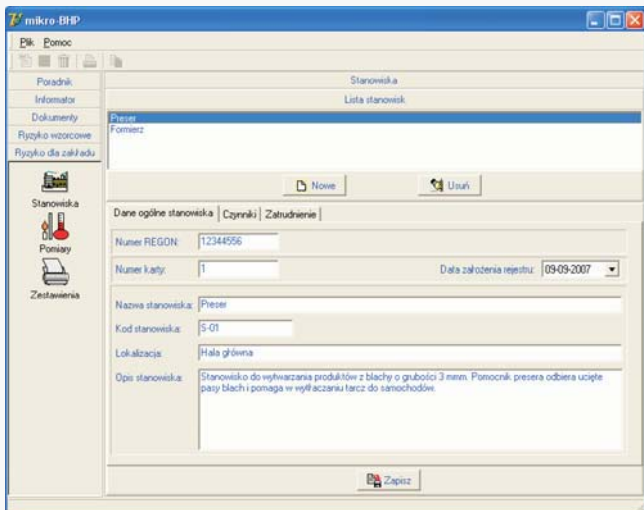 mikro-BHP
Plik Pomoc
Poradnik
Informator
Dokumenty
Ryzyko wzorcowe
Ryzyko dla zakładu
Stanowiska
Pomiary
Zestawienia
Stanowiska
Lista stanowisk
Preser
Formierz
Nowe Usuń
Dane ogólne stanowiska Czynniki Zatrudnienie
Numer REGON: 12344556
Numer karty: 1 Data założenia rejestru: 09-09-2007
Nazwa stanowiska: Preser
Kod stanowiska: S-01
Lokalizacja: Hala główna
Opis stanowiska: Stanowisko do wytwarzania produktów z blachy o grubości 3 mmm. Pomocnik presera odbiera ucięte
pasy blach i pomaga w wytłaczaniu tarcz do samochodów.
Zapisz